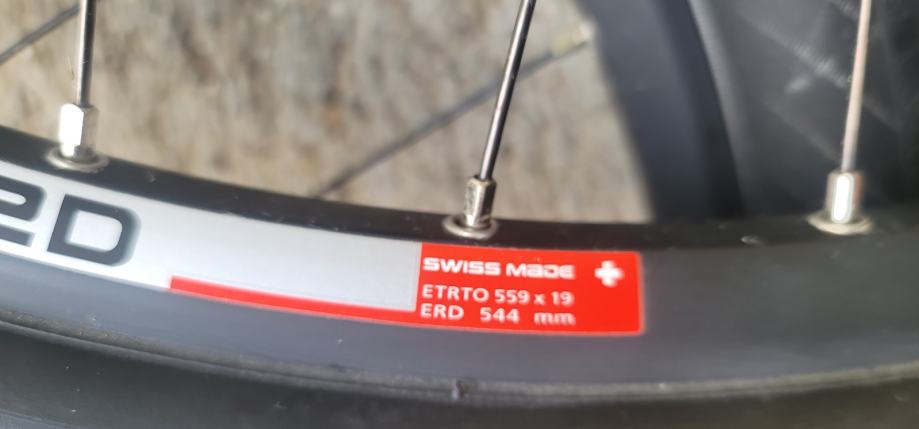 SWISS MADE
ETRTO 559 x 19
ERD 544 mm